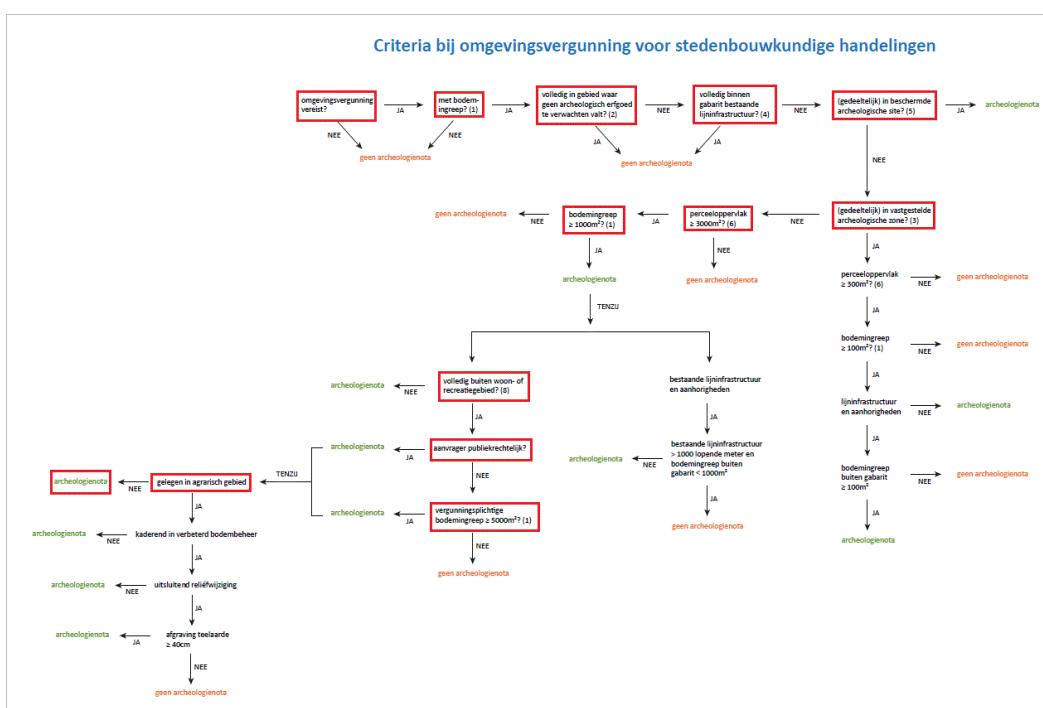 Criteria bij omgevingsvergunning voor stedenbouwkundige handelingen
omgevingsvergunning
vereist?
JA
met bodem-
ingreep? (1)
JA
volledig in gebied waar
geen archeologisch erfgoed
te verwachten valt? (2)
NEE
volledig binnen
gabarit bestaande
lijninfrastructuur? (4)
NEE
(gedeeltelijk) in beschermde
archeologische site? (5)
JA
archeologienota
NEE
NEE
geen archeologienota
JA
JA
geen archeologienota
NEE
geen archeologienota
NEE
bodemingreep
≥ 1000m²? (1)
JA
perceeloppervlak
≥ 3000m²? (6)
NEE
(gedeeltelijk) in vastgestelde
archeologische zone? (3)
JA
NEE
JA
archeologienota
geen archeologienota
perceeloppervlak
≥ 300m²? (6)
NEE
geen archeologienota
TENZIJ
JA
bodemingreep
≥ 100m²? (1)
NEE
geen archeologienota
archeologienota
NEE
volledig buiten woon- of
recreatiegebied? (8)
bestaande lijninfrastructuur
en aanhorigheden
JA
lijninfrastructuur
en aanhorigheden
NEE
archeologienota
JA
JA
archeologienota
JA
aanvrager publiekrechtelijk?
archeologienota
NEE
bestaande lijninfrastructuur
> 1000 lopende meter en
bodemingreep buiten
gabarit < 1000m²
bodemingreep
buiten gabarit
≥ 100m²
NEE
geen archeologienota
archeologienota
NEE
gelegen in agrarisch gebied
TENZIJ
NEE
JA
archeologienota
JA
vergunningsplichtige
bodemingreep ≥ 5000m²? (1)
JA
geen archeologienota
archeologienota
archeologienota
NEE
kaderend in verbeterd bodembeheer
NEE
geen archeologienota
JA
archeologienota
NEE
uitsluitend reliëfwijziging
JA
archeologienota
JA
afgraving teelaarde
≥ 40cm
NEE
geen archeologienota